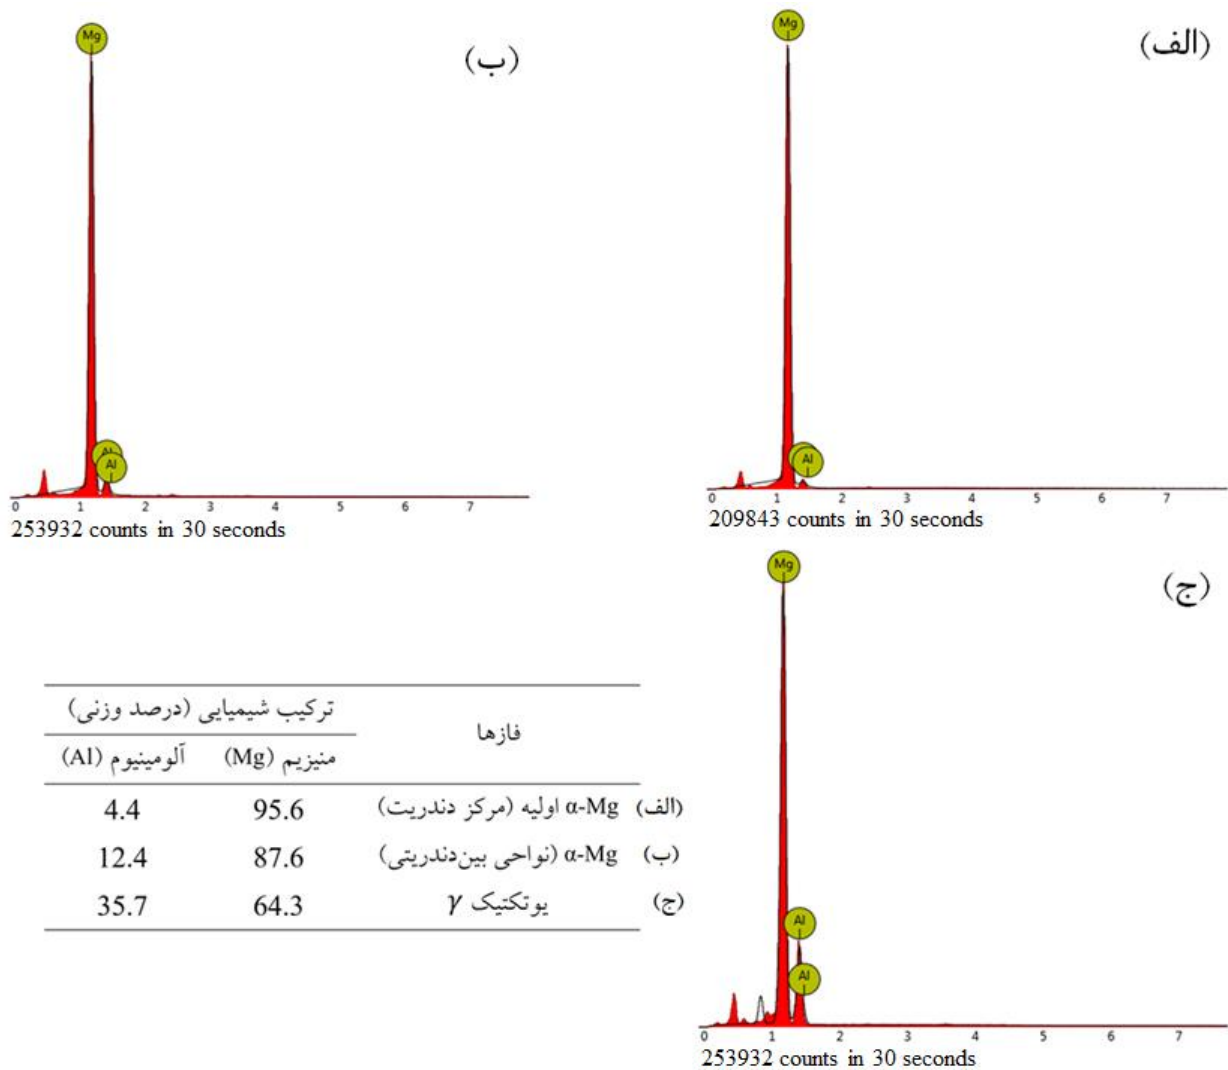 (الف)
Mg
Al
0 1 2 3 4 5 6 7
209843 counts in 30 seconds
(ب)
Mg
Al
Al
0 1 2 3 4 5 6 7
253932 counts in 30 seconds
(ج)
Mg
Al
Al
0 1 2 3 4 5 6 7
253932 counts in 30 seconds
فازها
ترکیب شیمیایی (درصد وزنی)
منیزیم (Mg) آلومینیوم (Al)
(الف) α-Mg اولیه (مرکز دندریت) 95.6 4.4
(ب) α-Mg (نواحی بین‌دندریتی) 87.6 12.4
(ج) یوتکتیک γ 64.3 35.7